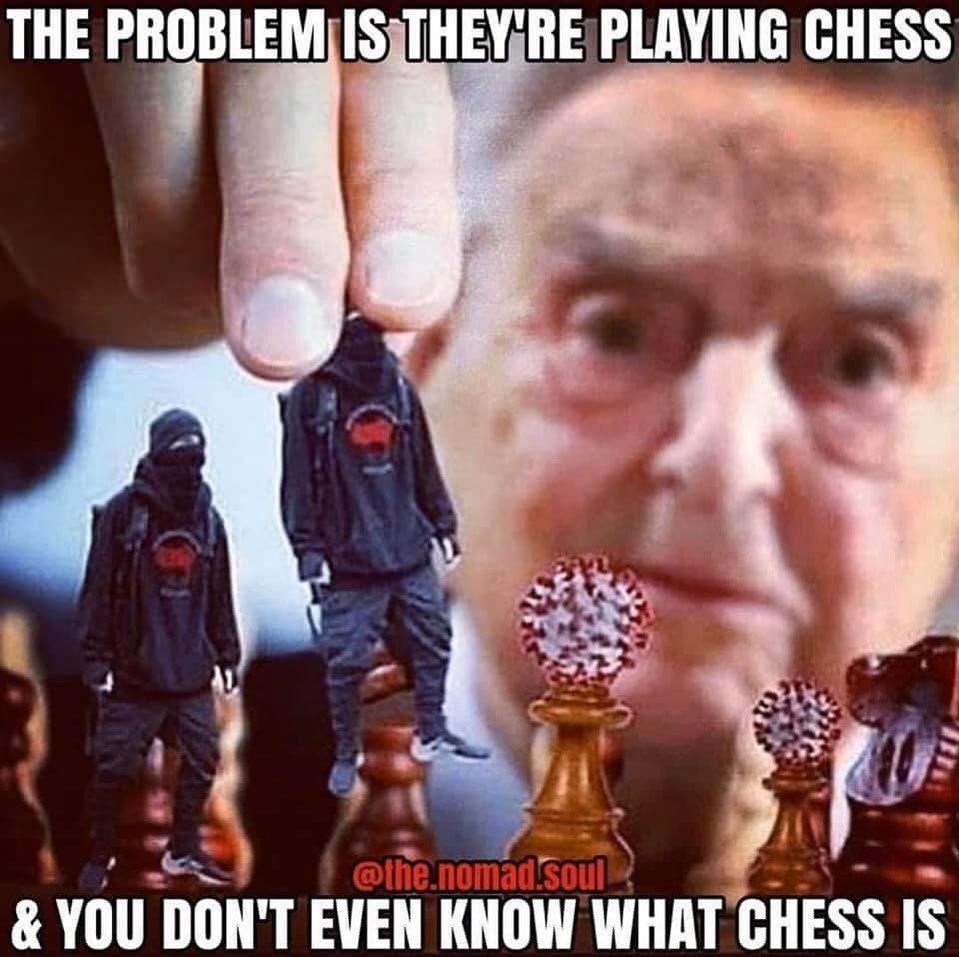 THE PROBLEM IS THEY'RE PLAYING CHESS
@the.nomad.soul
& YOU DON'T EVEN KNOW WHAT CHESS IS